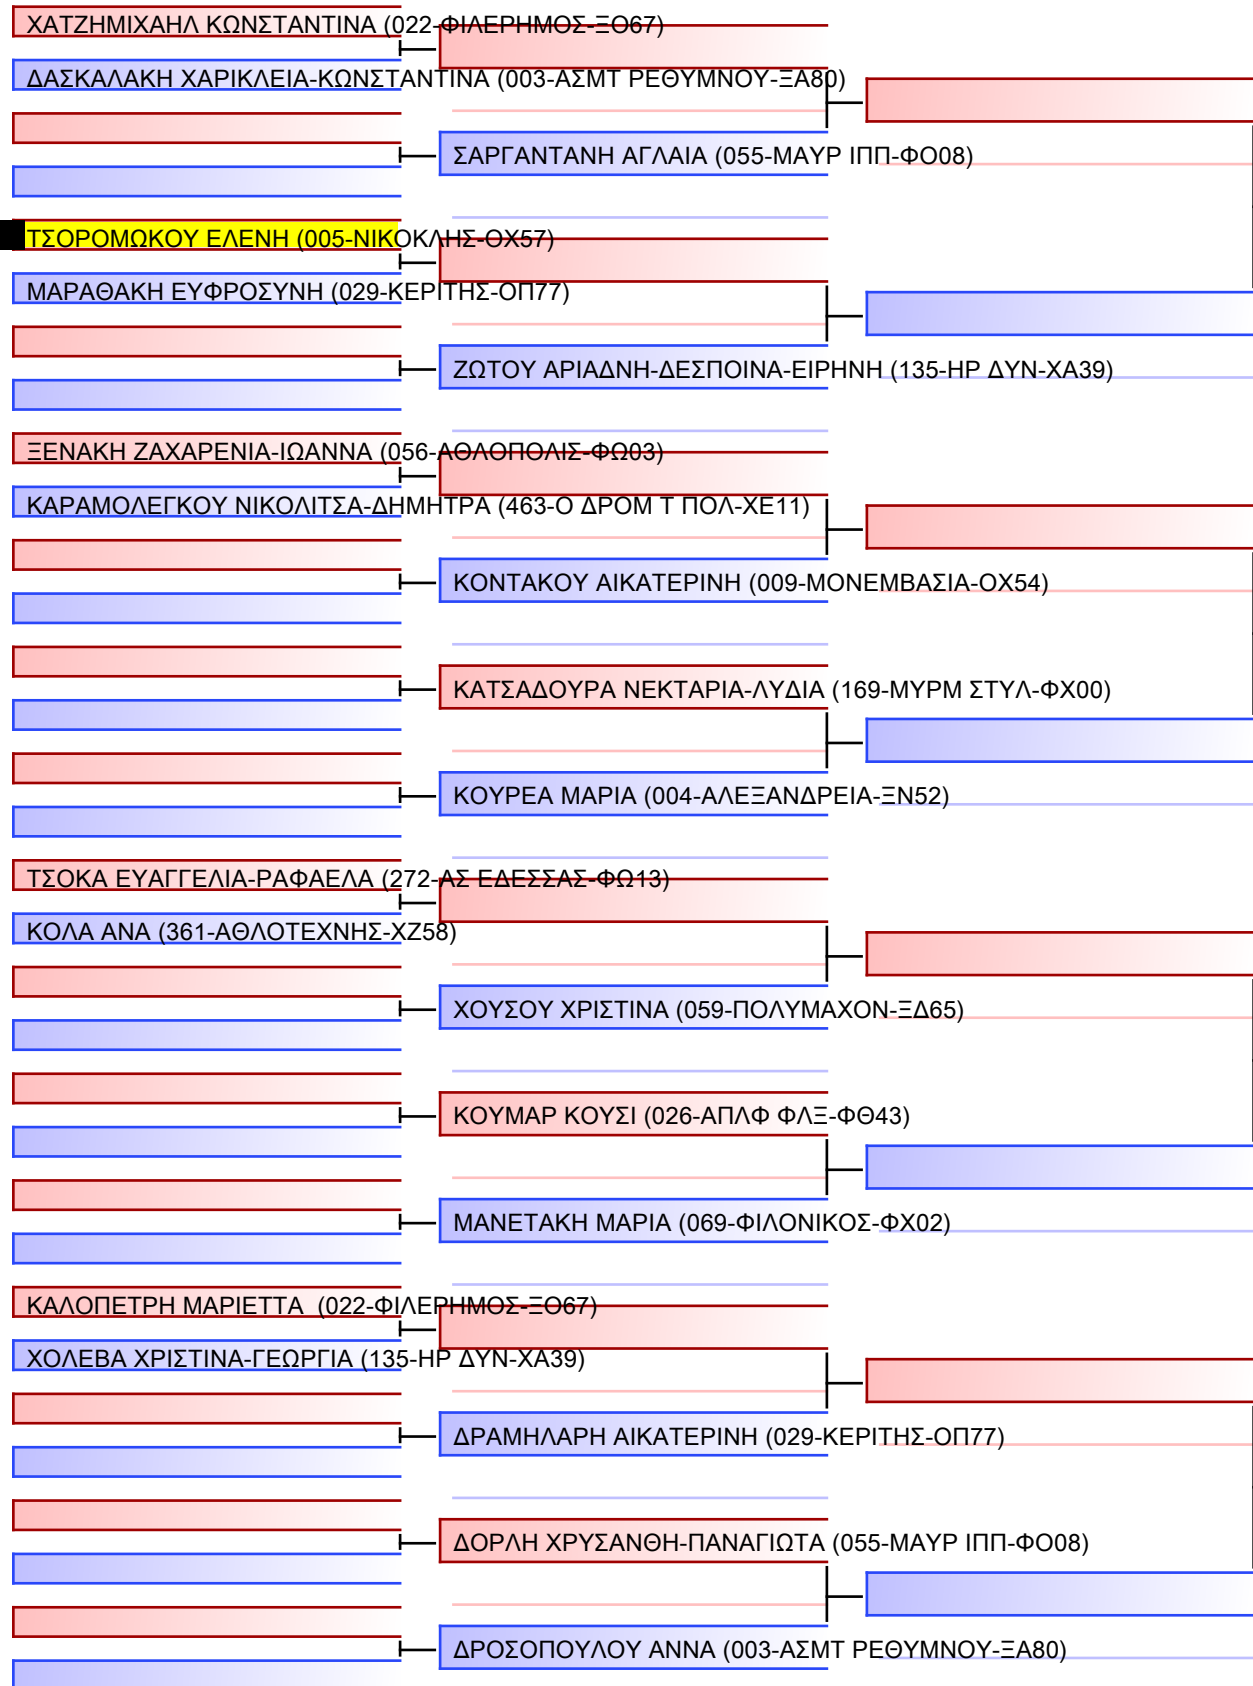 ΧΑΤΖΗΜΙΧΑΗΛ ΚΩΝΣΤΑΝΤΙΝΑ (022-ΦΙΛΕΡΗΜΟΣ-ΞΟ67)
ΔΑΣΚΑΛΑΚΗ ΧΑΡΙΚΛΕΙΑ-ΚΩΝΣΤΑΝΤΙΝΑ (003-ΑΣΜΤ ΡΕΘΥΜΝΟΥ-ΞΑ80)
ΣΑΡΓΑΝΤΑΝΗ ΑΓΛΑΙΑ (055-ΜΑΥΡ ΙΠΠ-ΦΟ08)
ΤΣΟΡΟΜΩΚΟΥ ΕΛΕΝΗ (005-ΝΙΚΟΚΛΗΣ-ΟΧ57)
ΜΑΡΑΘΑΚΗ ΕΥΦΡΟΣΥΝΗ (029-ΚΕΡΙΤΗΣ-ΟΠ77)
ΖΩΤΟΥ ΑΡΙΑΔΝΗ-ΔΕΣΠΟΙΝΑ-ΕΙΡΗΝΗ (135-ΗΡ ΔΥΝ-ΧΑ39)
ΞΕΝΑΚΗ ΖΑΧΑΡΕΝΙΑ-ΙΩΑΝΝΑ (056-ΑΘΛΟΠΟΛΙΣ-ΦΩ03)
ΚΑΡΑΜΟΛΕΓΚΟΥ ΝΙΚΟΛΙΤΣΑ-ΔΗΜΗΤΡΑ (463-Ο ΔΡΟΜ Τ ΠΟΛ-ΧΕ11)
ΚΟΝΤΑΚΟΥ ΑΙΚΑΤΕΡΙΝΗ (009-ΜΟΝΕΜΒΑΣΙΑ-ΟΧ54)
ΚΑΤΣΑΔΟΥΡΑ ΝΕΚΤΑΡΙΑ-ΛΥΔΙΑ (169-ΜΥΡΜ ΣΤΥΛ-ΦΧ00)
ΚΟΥΡΕΑ ΜΑΡΙΑ (004-ΑΛΕΞΑΝΔΡΕΙΑ-ΞΝ52)
ΤΣΟΚΑ ΕΥΑΓΓΕΛΙΑ-ΡΑΦΑΕΛΑ (272-ΑΣ ΕΔΕΣΣΑΣ-ΦΩ13)
ΚΟΛΑ ΑΝΑ (361-ΑΘΛΟΤΕΧΝΗΣ-ΧΖ58)
ΧΟΥΣΟΥ ΧΡΙΣΤΙΝΑ (059-ΠΟΛΥΜΑΧΟΝ-ΞΔ65)
ΚΟΥΜΑΡ ΚΟΥΣΙ (026-ΑΠΛΦ ΦΛΞ-ΦΘ43)
ΜΑΝΕΤΑΚΗ ΜΑΡΙΑ (069-ΦΙΛΟΝΙΚΟΣ-ΦΧ02)
ΚΑΛΟΠΕΤΡΗ ΜΑΡΙΕΤΤΑ (022-ΦΙΛΕΡΗΜΟΣ-ΞΟ67)
ΧΟΛΕΒΑ ΧΡΙΣΤΙΝΑ-ΓΕΩΡΓΙΑ (135-ΗΡ ΔΥΝ-ΧΑ39)
ΔΡΑΜΗΛΑΡΗ ΑΙΚΑΤΕΡΙΝΗ (029-ΚΕΡΙΤΗΣ-ΟΠ77)
ΔΟΡΛΗ ΧΡΥΣΑΝΘΗ-ΠΑΝΑΓΙΩΤΑ (055-ΜΑΥΡ ΙΠΠ-ΦΟ08)
ΔΡΟΣΟΠΟΥΛΟΥ ΑΝΝΑ (003-ΑΣΜΤ ΡΕΘΥΜΝΟΥ-ΞΑ80)